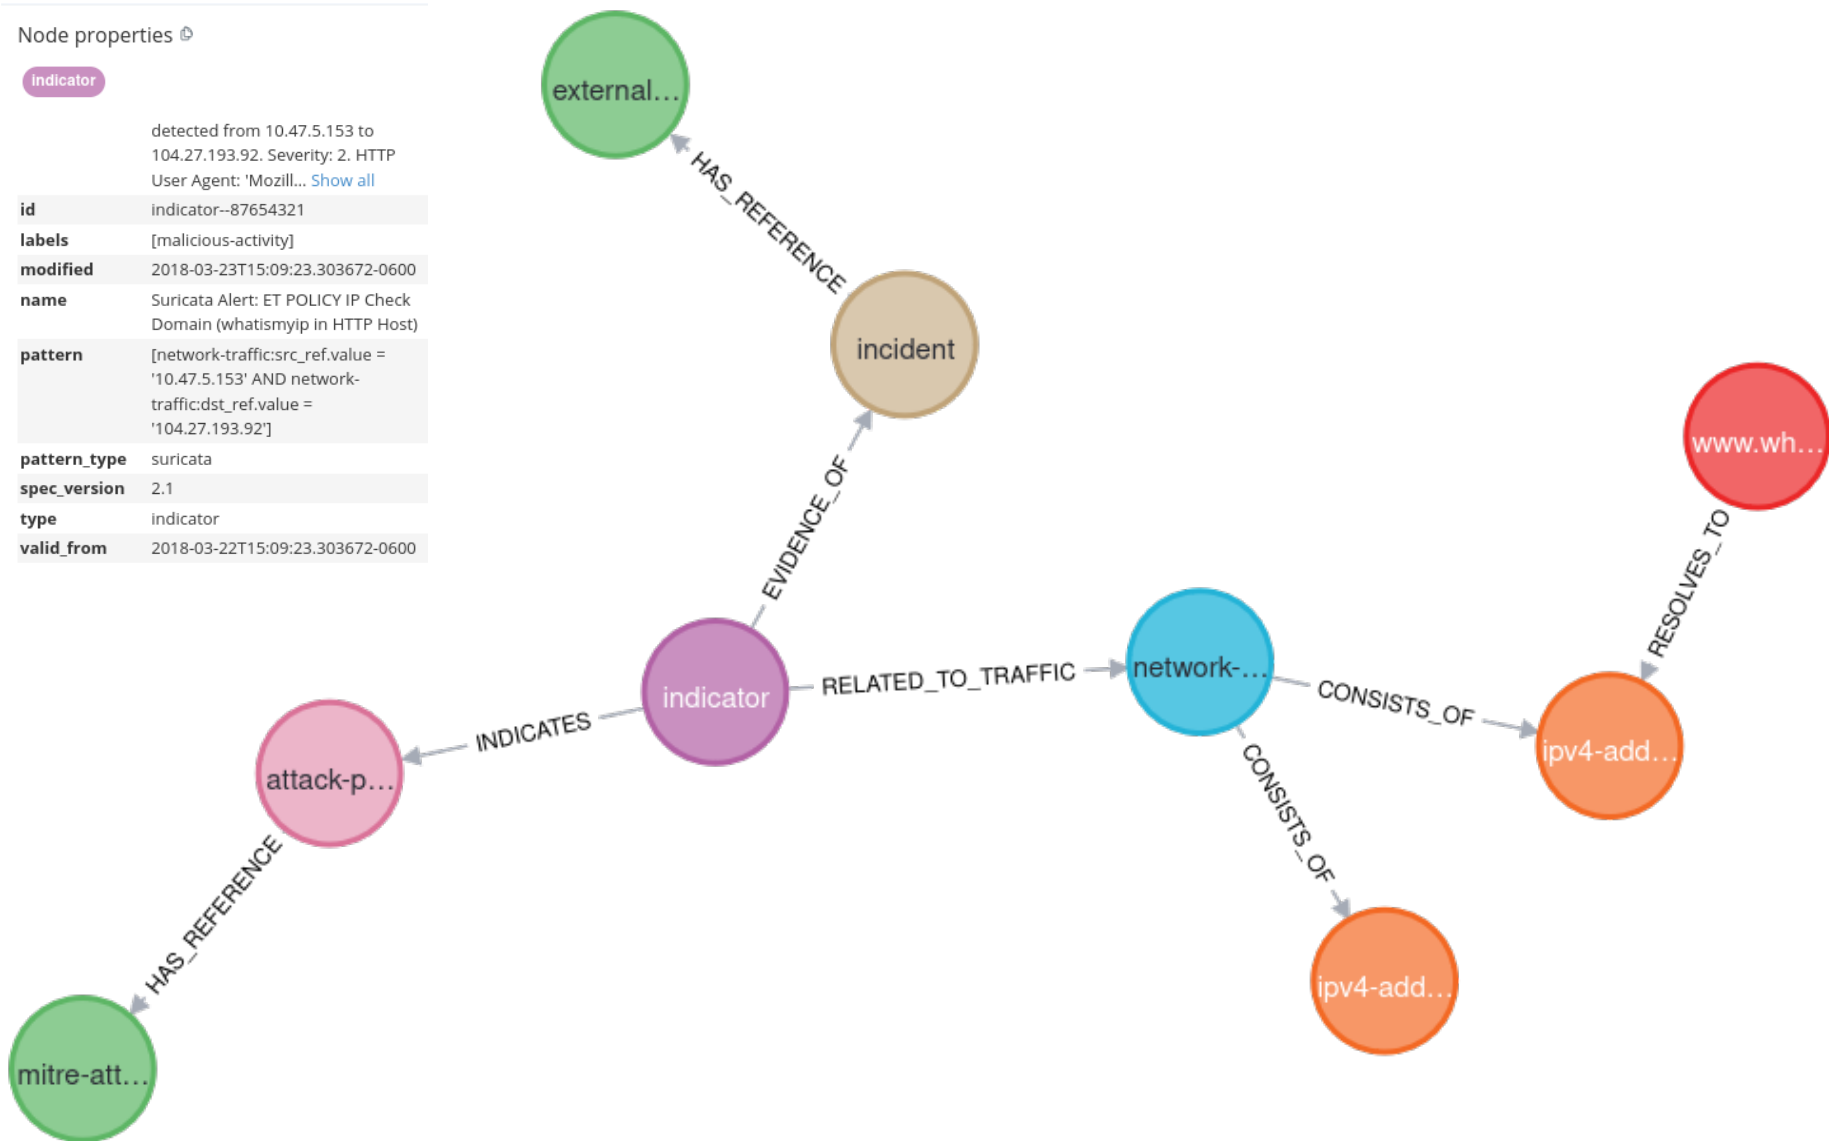 Node properties
indicator
detected from 10.47.5.153 to
104.27.193.92. Severity: 2. HTTP
User Agent: 'Mozill... Show all
id indicator--87654321
labels [malicious-activity]
modified 2018-03-23T15:09:23.303672-0600
name Suricata Alert: ET POLICY IP Check
Domain (whatismyip in HTTP Host)
pattern [network-traffic:src_ref.value =
'10.47.5.153' AND network-
traffic:dst_ref.value =
'104.27.193.92']
pattern_type suricata
spec_version 2.1
type indicator
valid_from 2018-03-22T15:09:23.303672-0600
external...
HAS_REFERENCE
incident
EVIDENCE_OF
www.wh...
RESOLVES_TO
indicator
RELATED_TO_TRAFFIC
network-...
CONSISTS_OF
ipv4-add...
CONSISTS_OF
ipv4-add...
INDICATES
attack-p...
HAS_REFERENCE
mitre-att...